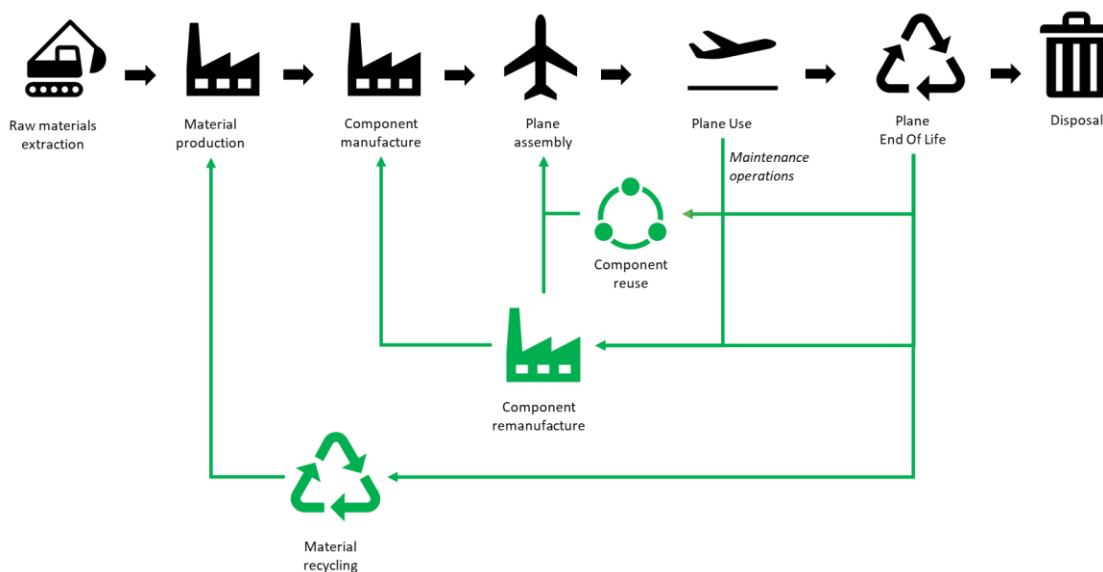 Raw materials
extraction
Material
production
Component
manufacture
Plane
assembly
Plane Use
Plane
End Of Life
Disposal
Maintenance
operations
Component
reuse
Component
remanufacture
Material
recycling